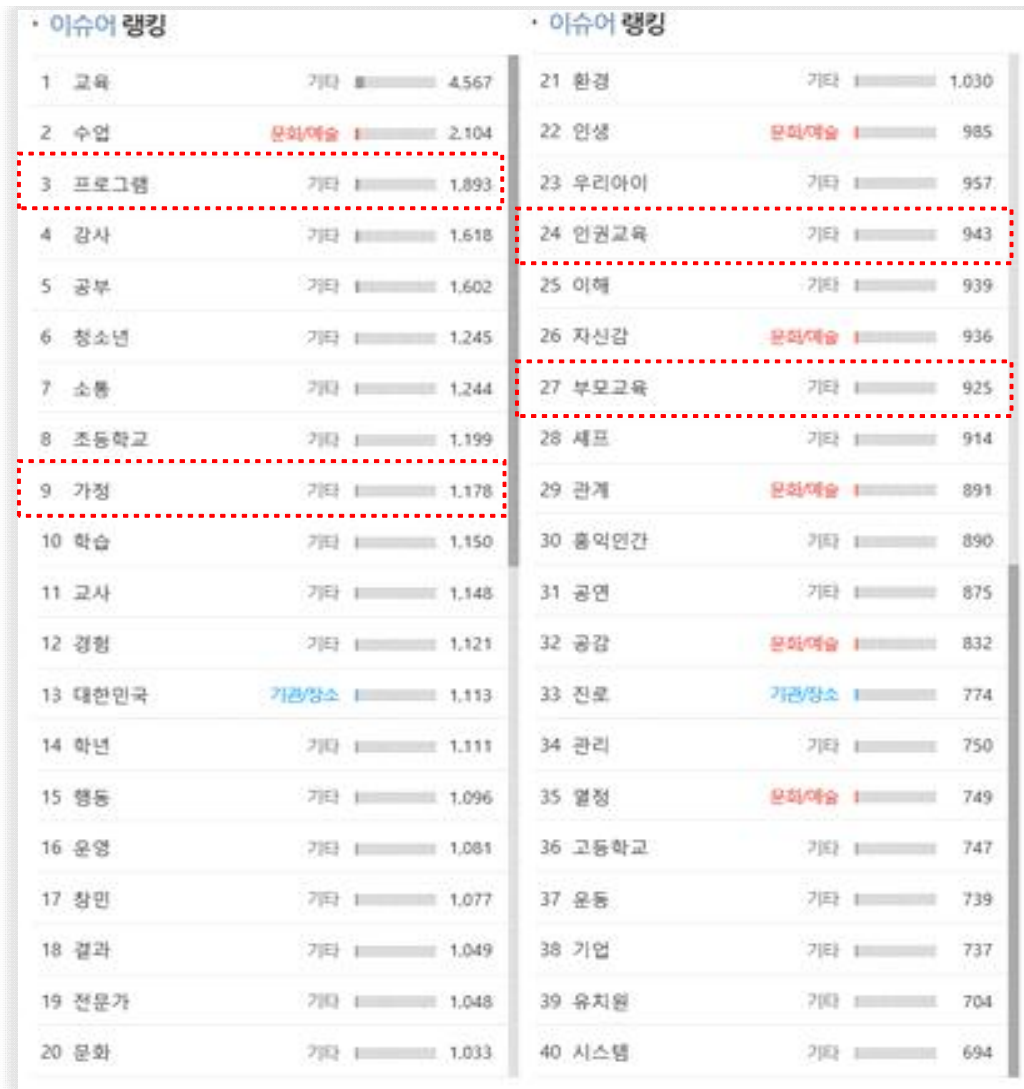 · 이슈어 랭킹
1 교육 기타 4,567
2 수업 문화/예술 2,104
3 프로그램 기타 1,893
4 감사 기타 1,618
5 공부 기타 1,602
6 청소년 기타 1,245
7 소통 기타 1,244
8 초등학교 기타 1,199
9 가정 기타 1,178
10 학습 기타 1,150
11 교사 기타 1,148
12 경험 기타 1,121
13 대한민국 기관/장소 1,113
14 학년 기타 1,111
15 행동 기타 1,096
16 운영 기타 1,081
17 창민 기타 1,077
18 결과 기타 1,049
19 전문가 기타 1,048
20 문화 기타 1,033
· 이슈어 랭킹
21 환경 기타 1,030
22 인생 문화/예술 985
23 우리아이 기타 957
24 인권교육 기타 943
25 이해 기타 939
26 자신감 문화/예술 936
27 부모교육 기타 925
28 셰프 기타 914
29 관계 문화/예술 891
30 홍익인간 기타 890
31 공연 기타 875
32 공감 문화/예술 832
33 진로 기관/장소 774
34 관리 기타 750
35 열정 문화/예술 749
36 고등학교 기타 747
37 운동 기타 739
38 기업 기타 737
39 유치원 기타 704
40 시스템 기타 694